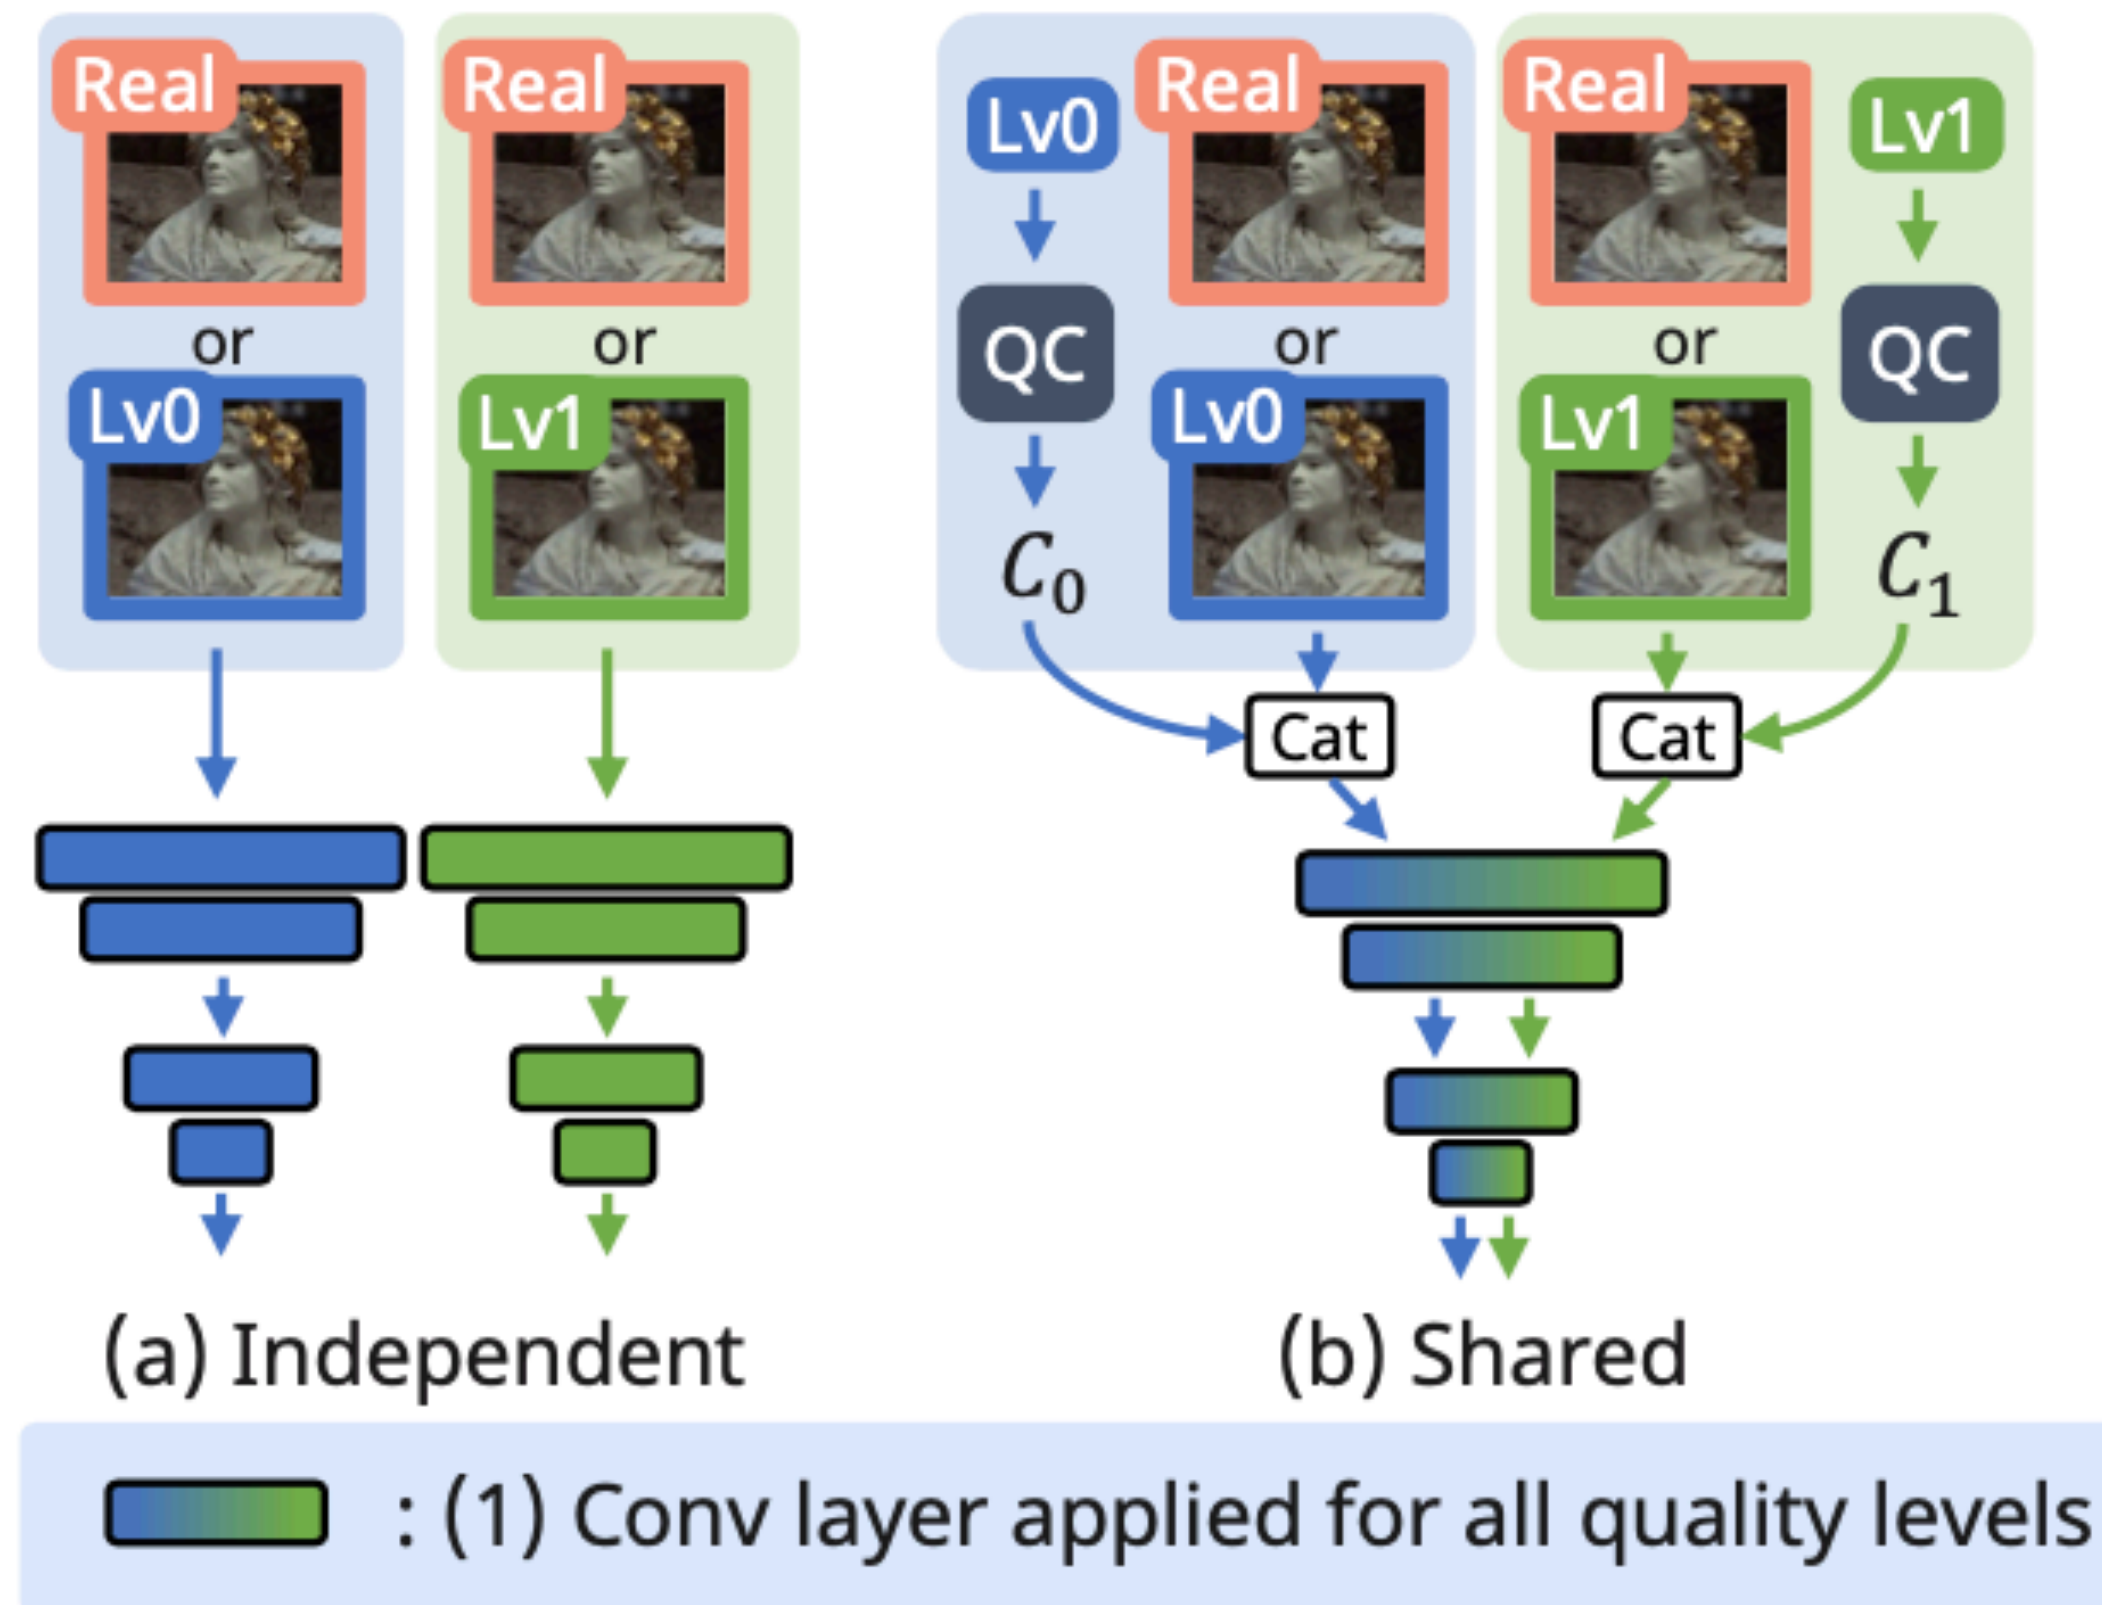 Real
or
Lv0
Real
or
Lv1
(a) Independent
Lv0
QC
C0
Real
or
Lv0
Cat
Real
or
Lv1
Cat
Lv1
QC
C1
(b) Shared
: (1) Conv layer applied for all quality levels